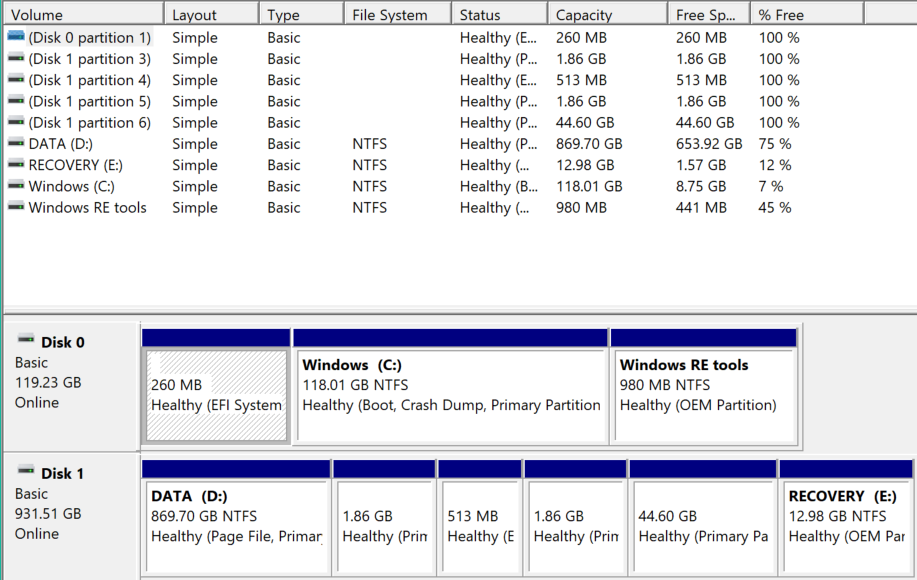 Volume Layout Type File System Status Capacity Free Sp... % Free
(Disk 0 partition 1) Simple Basic Healthy (E... 260 MB 260 MB 100 %
(Disk 1 partition 3) Simple Basic Healthy (P... 1.86 GB 1.86 GB 100 %
(Disk 1 partition 4) Simple Basic Healthy (E... 513 MB 513 MB 100 %
(Disk 1 partition 5) Simple Basic Healthy (P... 1.86 GB 1.86 GB 100 %
(Disk 1 partition 6) Simple Basic Healthy (P... 44.60 GB 44.60 GB 100 %
DATA (D:) Simple Basic NTFS Healthy (P... 869.70 GB 653.92 GB 75 %
RECOVERY (E:) Simple Basic NTFS Healthy (... 12.98 GB 1.57 GB 12 %
Windows (C:) Simple Basic NTFS Healthy (B... 118.01 GB 8.75 GB 7 %
Windows RE tools Simple Basic NTFS Healthy (... 980 MB 441 MB 45 %
Disk 0
Basic
119.23 GB
Online
260 MB
Healthy (EFI System
Windows (C:)
118.01 GB NTFS
Healthy (Boot, Crash Dump, Primary Partition
Windows RE tools
980 MB NTFS
Healthy (OEM Partition)
Disk 1
Basic
931.51 GB
Online
DATA (D:)
869.70 GB NTFS
Healthy (Page File, Primar
1.86 GB
Healthy (Prin
513 MB
Healthy (E
1.86 GB
Healthy (Prin
44.60 GB
Healthy (Primary Pa
RECOVERY (E:)
12.98 GB NTFS
Healthy (OEM Par